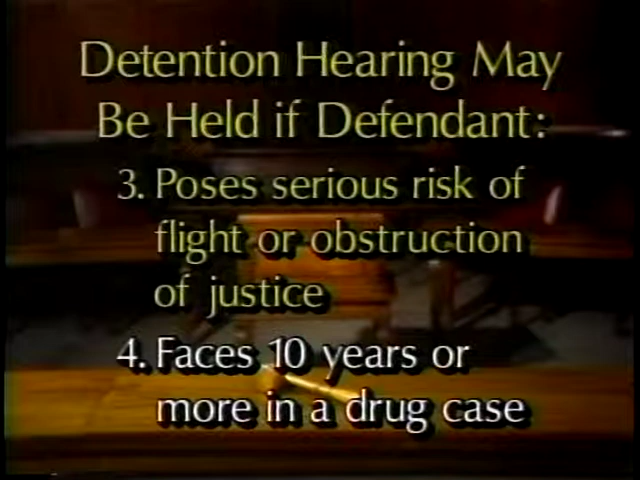 Detention Hearing May
Be Held if Defendant:
3. Poses serious risk of
flight or obstruction
of justice
4. Faces 10 years or
more in a drug case